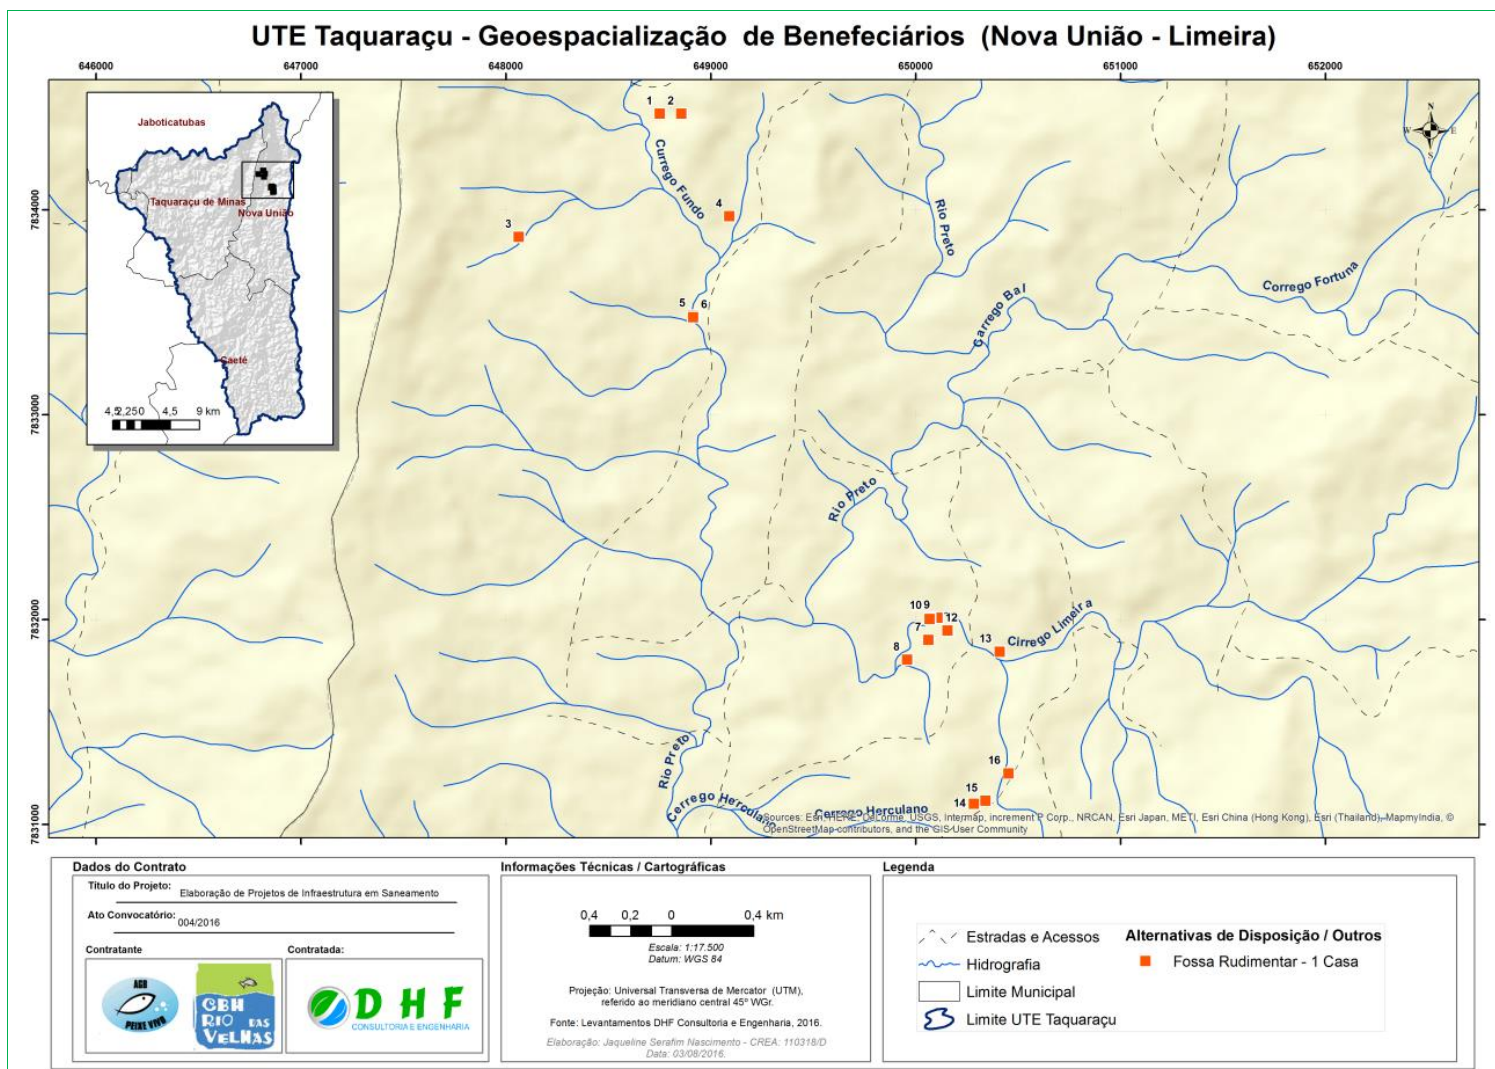 UTE Taquaraçu - Geoespacialização de Benefeciários (Nova União - Limeira)
646000 647000 648000 649000 650000 651000 652000
7834000
7833000
7832000
7831000
Jaboticatubas
Taquaraçu de Minas
Nova União
Caeté
4,52,250 4,5 9 km
N
W E
S
1 2
Currego Fundo
4
3
Rio Preto
5 6
Carrego Bal
Corrego Fortuna
Rio Preto
10 9
12
7
8
13
Cirrego Limeira
Rio Preto
16
15
14
Cerrego Herculano
Cerrego Herculano
Sources: Esri, HERE, DeLorme, USGS, Intermap, increment P Corp., NRCAN, Esri Japan, METI, Esri China (Hong Kong), Esri (Thailand), MapmyIndia, ©
OpenStreetMap contributors, and the GIS User Community
Dados do Contrato
Título do Projeto: Elaboração de Projetos de Infraestrutura em Saneamento
Ato Convocatório: 004/2016
Contratante
Contratada:
AGB
PEIXE VIVO
CBH
RIO DAS
VELHAS
DHF
CONSULTORIA E ENGENHARIA
Informações Técnicas / Cartográficas
0,4 0,2 0 0,4 km
Escala: 1:17.500
Datum: WGS 84
Projeção: Universal Transversa de Mercator (UTM),
referido ao meridiano central 45º WGr.
Fonte: Levantamentos DHF Consultoria e Engenharia, 2016.
Elaboração: Jaqueline Serafim Nascimento - CREA: 110318/D
Data: 03/08/2016.
Legenda
Estradas e Acessos
Hidrografia
Limite Municipal
Limite UTE Taquaraçu
Alternativas de Disposição / Outros
Fossa Rudimentar - 1 Casa